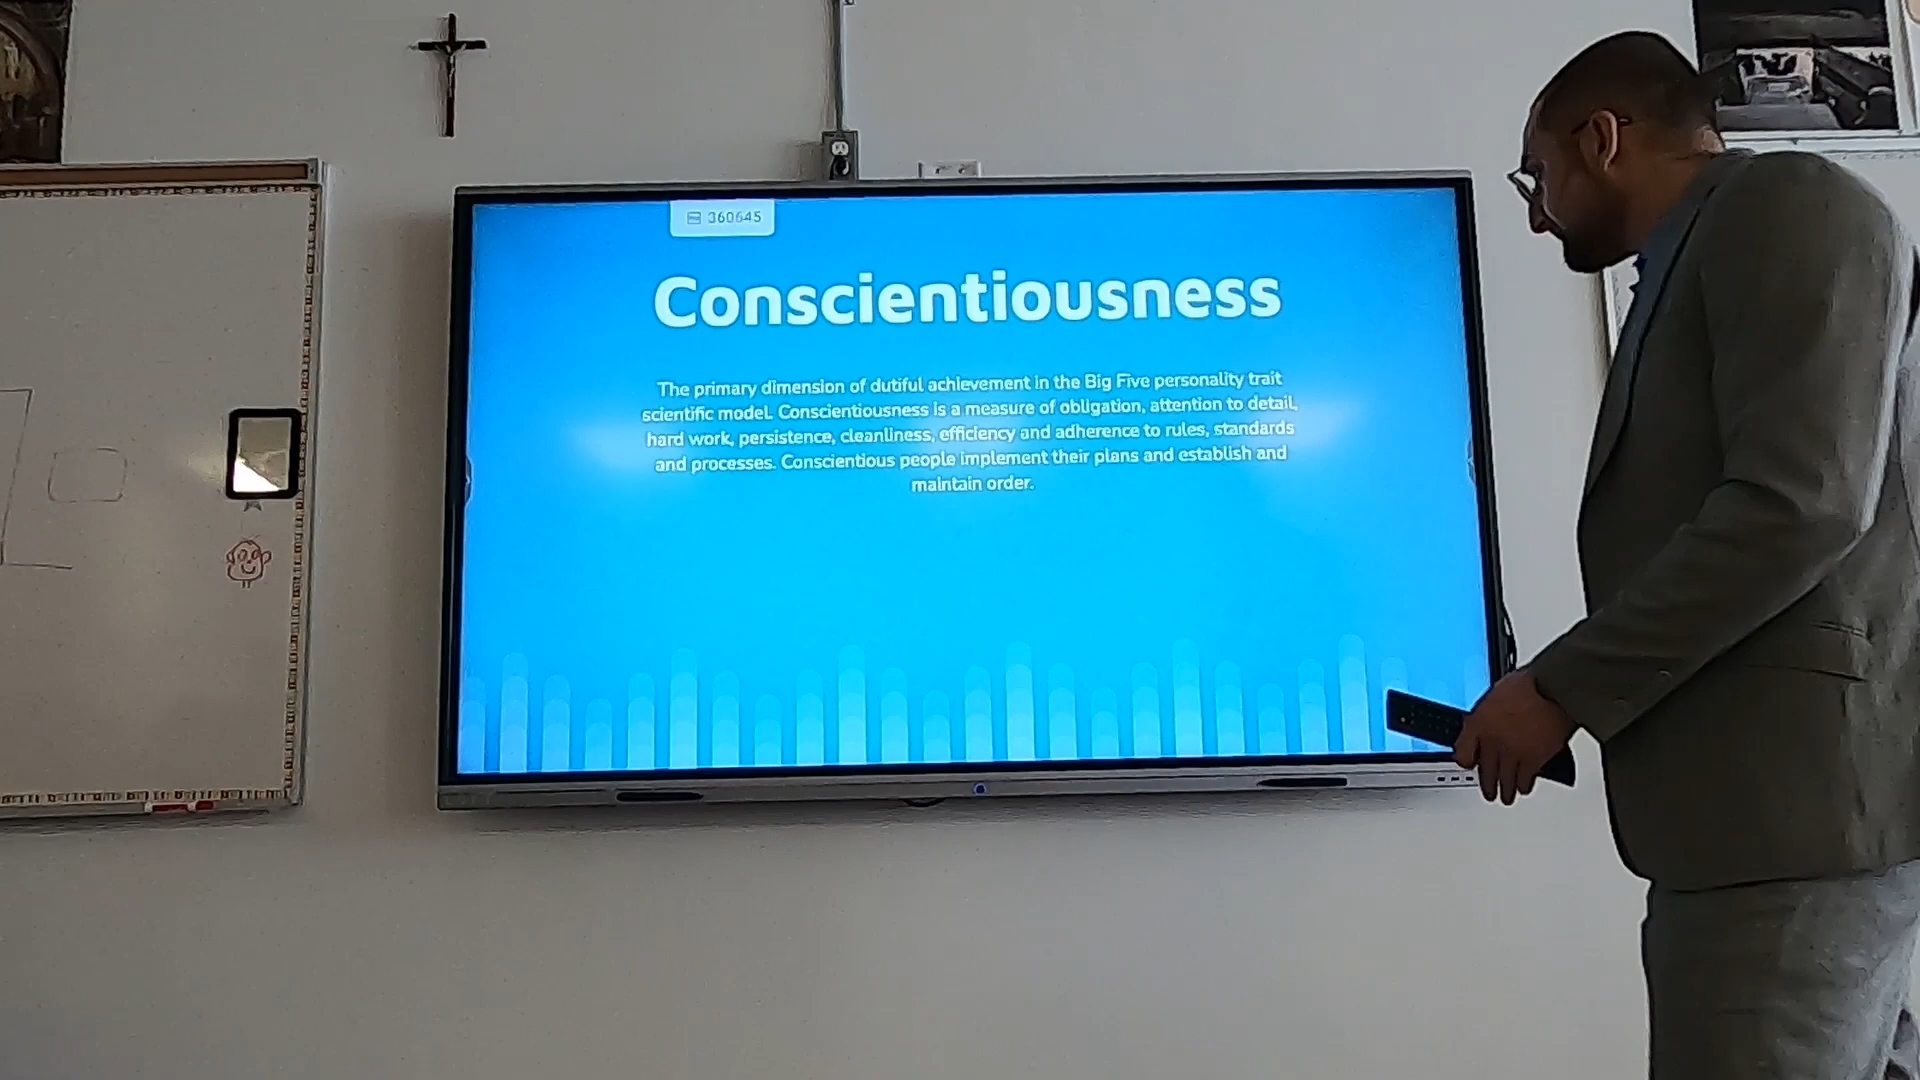 360645
Conscientiousness
The primary dimension of dutiful achievement in the Big Five personality trait
scientific model. Conscientiousness is a measure of obligation, attention to detail,
hard work, persistence, cleanliness, efficiency and adherence to rules, standards
and processes. Conscientious people implement their plans and establish and
maintain order.